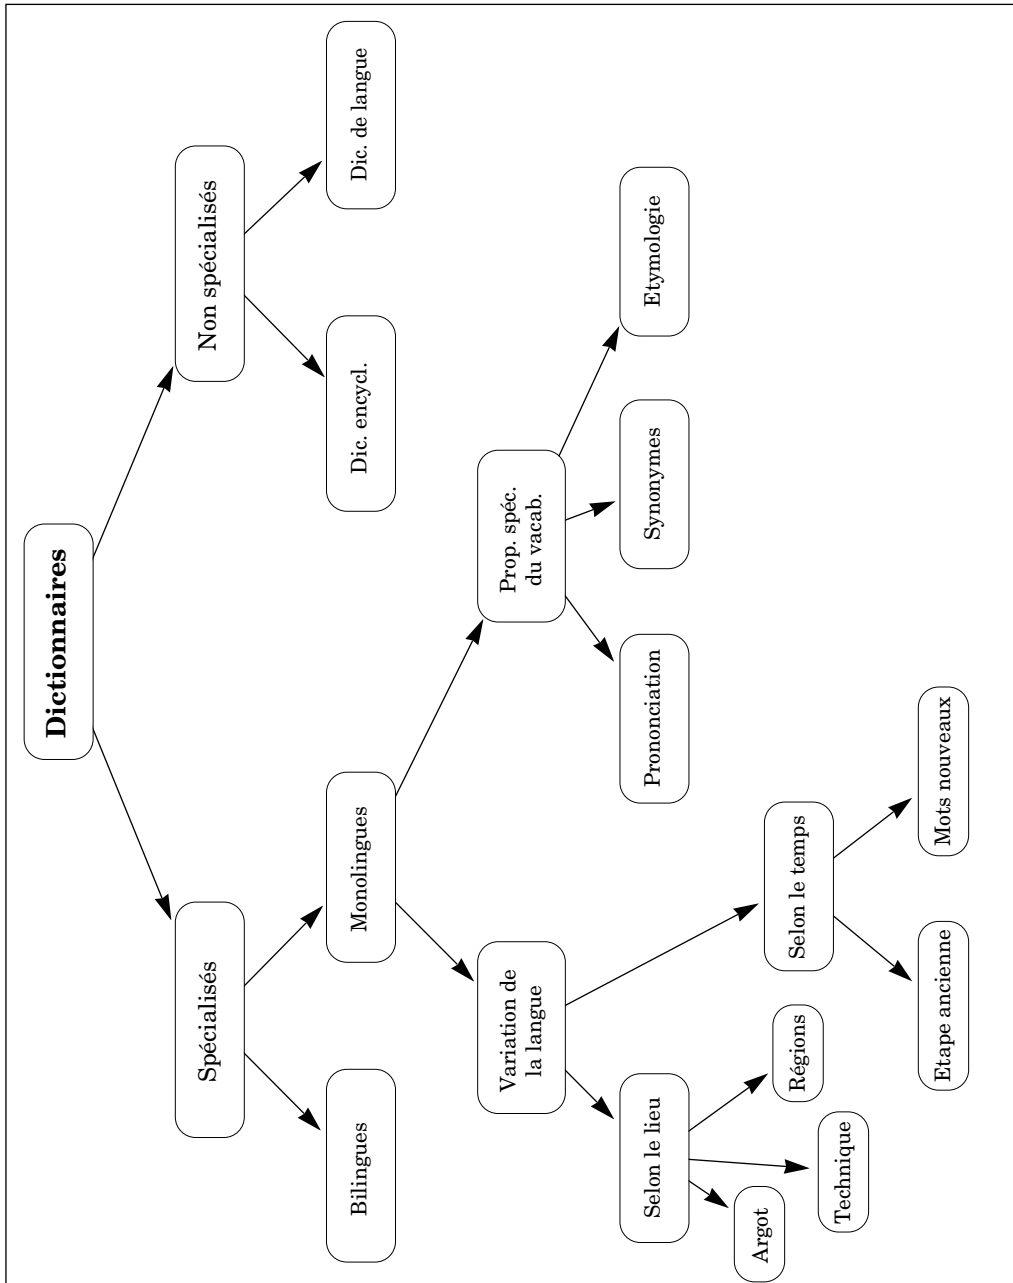 Dictionnaires
Spécialisés
Non spécialisés
Bilingues
Monolingues
Dic. encycl.
Dic. de langue
Variation de
la langue
Prop. spéc.
du vacab.
Selon le lieu
Prononciation
Synonymes
Etymologie
Argot
Technique
Régions
Selon le temps
Etape ancienne
Mots nouveaux